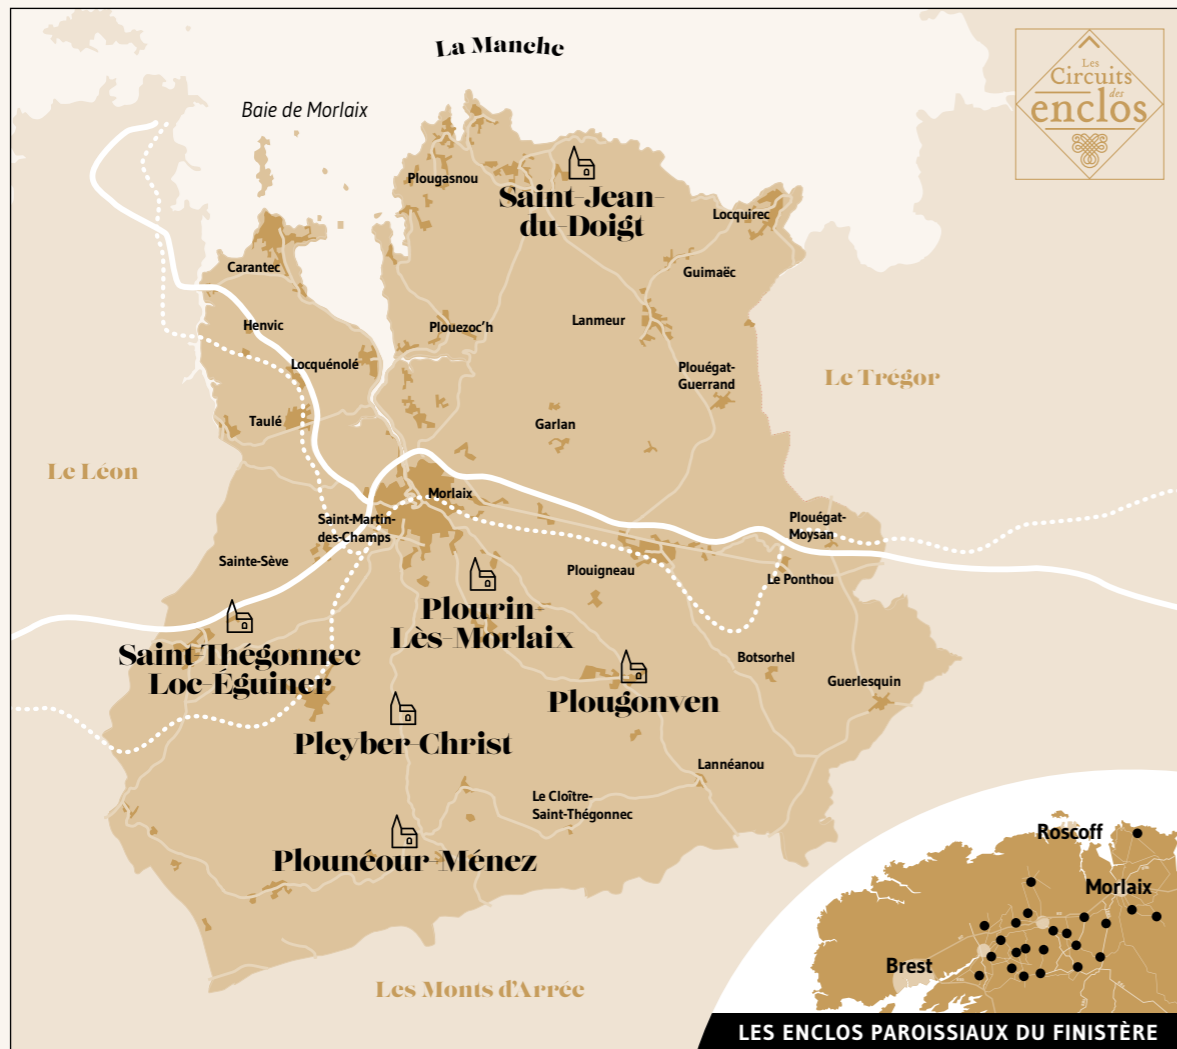 La Manche
Les
Circuits
des
enclos
Baie de Morlaix
Plougasnou
Saint-Jean-
du-Doigt
Locquirec
Carantec
Guimaëc
Henvic
Plouezoc'h
Lanmeur
Locquénolé
Plouégat-
Guerrand
Le Trégor
Taulé
Garlan
Le Léon
Morlaix
Saint-Martin-
des-Champs
Plouégat-
Moysan
Sainte-Sève
Plouigneau
Le Ponthou
Plourin-
Lès-Morlaix
Saint-Thégonnec
Loc-Éguiner
Botsorhel
Guerlesquin
Plougonven
Pleyber-Christ
Lannéanou
Le Cloître-
Saint-Thégonnec
Plounéour-Ménez
Les Monts d'Arrée
Roscoff
Morlaix
Brest
LES ENCLOS PAROISSIAUX DU FINISTÈRE